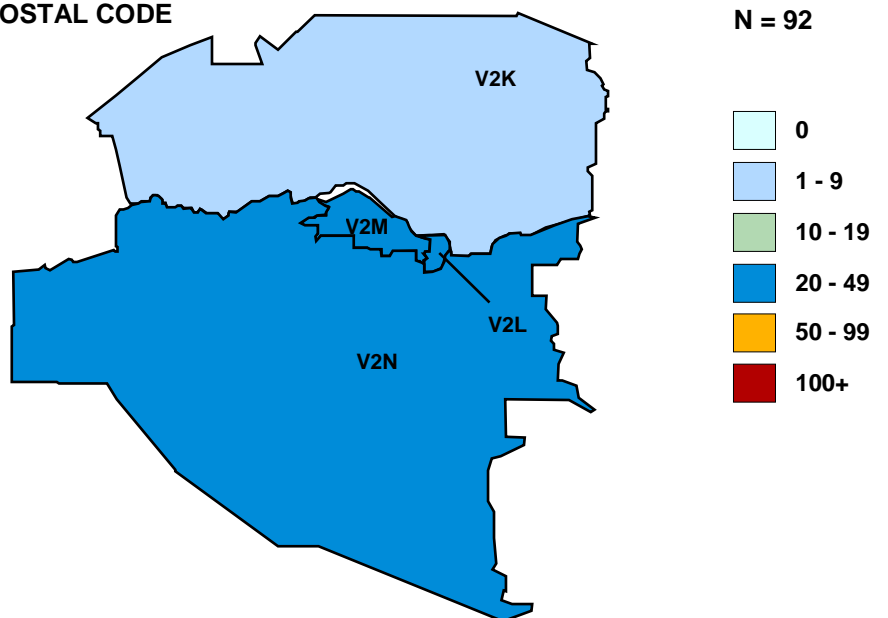 OSTAL CODE
N = 92
V2K
V2M
V2L
V2N
0
1 - 9
10 - 19
20 - 49
50 - 99
100+